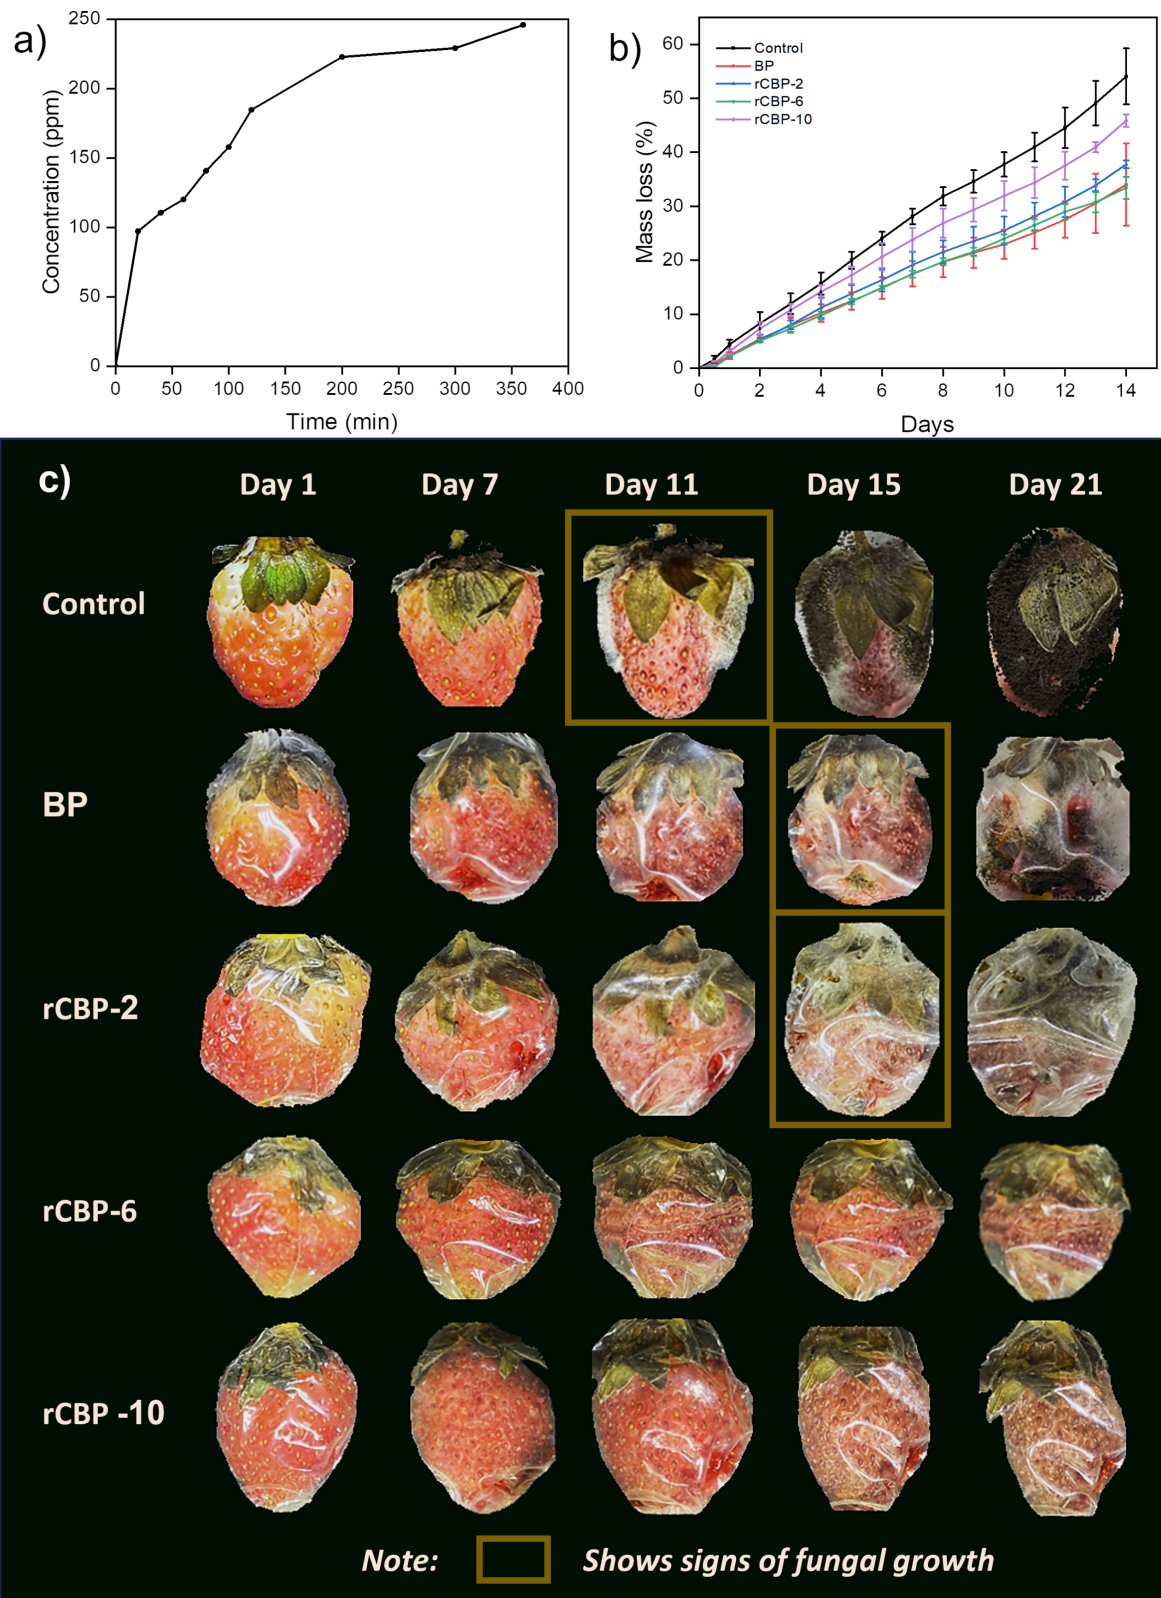 a)
250
200
150
100
50
0
Concentration (ppm)
0 50 100 150 200 250 300 350 400
Time (min)
b)
Control
BP
rCBP-2
rCBP-6
rCBP-10
60
50
40
30
20
10
0
Mass loss (%)
0 2 4 6 8 10 12 14
Days
c)
Day 1 Day 7 Day 11 Day 15 Day 21
Control
BP
rCBP-2
rCBP-6
rCBP -10
Note: Shows signs of fungal growth